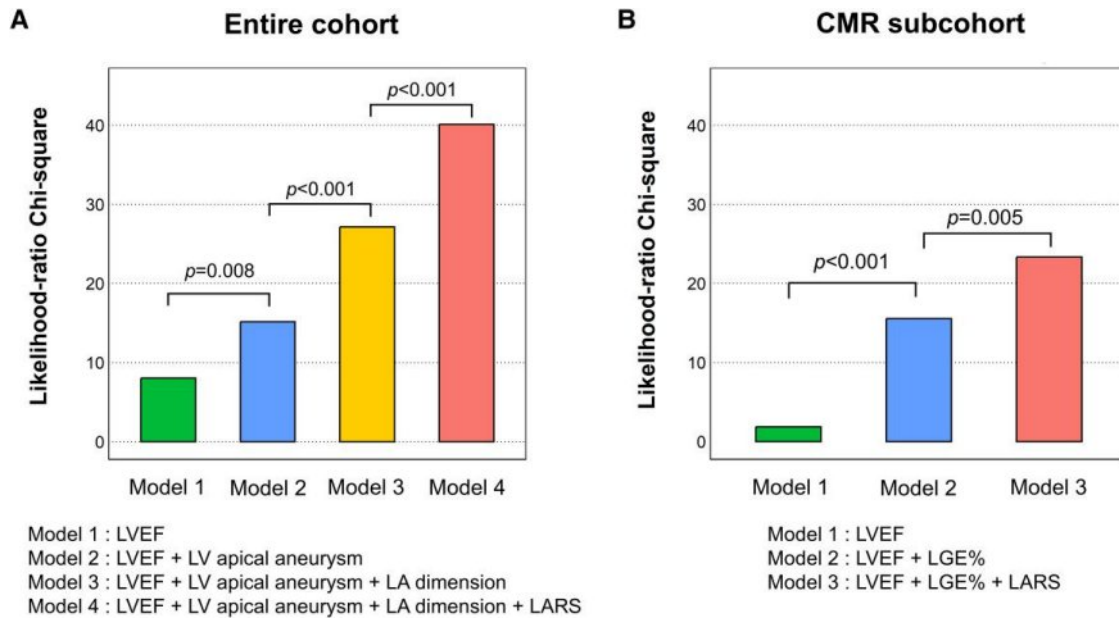 A
Entire cohort
Likelihood-ratio Chi-square
40
30
20
10
0
p=0.008
p<0.001
p<0.001
Model 1 Model 2 Model 3 Model 4
Model 1 : LVEF
Model 2 : LVEF + LV apical aneurysm
Model 3 : LVEF + LV apical aneurysm + LA dimension
Model 4 : LVEF + LV apical aneurysm + LA dimension + LARS
B
CMR subcohort
Likelihood-ratio Chi-square
40
30
20
10
0
p<0.001
p=0.005
Model 1 Model 2 Model 3
Model 1 : LVEF
Model 2 : LVEF + LGE%
Model 3 : LVEF + LGE% + LARS